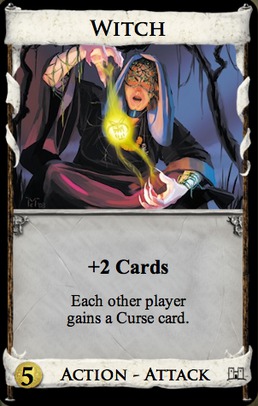 WITCH
+2 Cards
Each other player
gains a Curse card.
5 ACTION - ATTACK